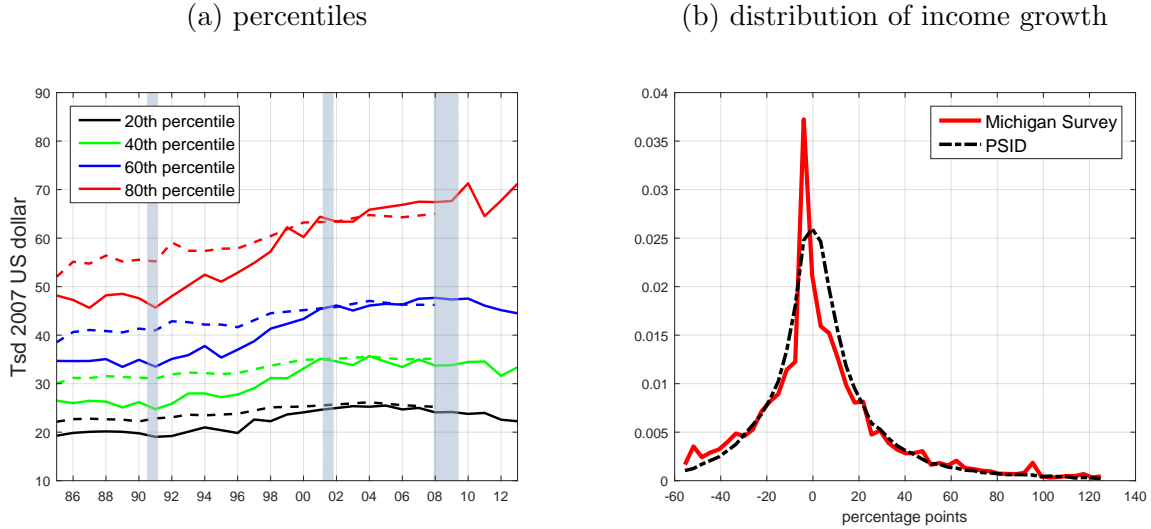 (a) percentiles
Tsd 2007 US dollar
90
80
70
60
50
40
30
20
10
20th percentile
40th percentile
60th percentile
80th percentile
86 88 90 92 94 96 98 00 02 04 06 08 10 12
(b) distribution of income growth
0.04
0.035
0.03
0.025
0.02
0.015
0.01
0.005
0
Michigan Survey
PSID
-60 -40 -20 0 20 40 60 80 100 120 140
percentage points